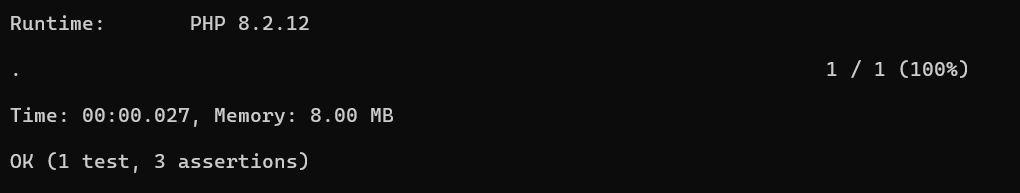 Runtime:       PHP 8.2.12
.                                                                   1 / 1 (100%)
Time: 00:00.027, Memory: 8.00 MB
OK (1 test, 3 assertions)